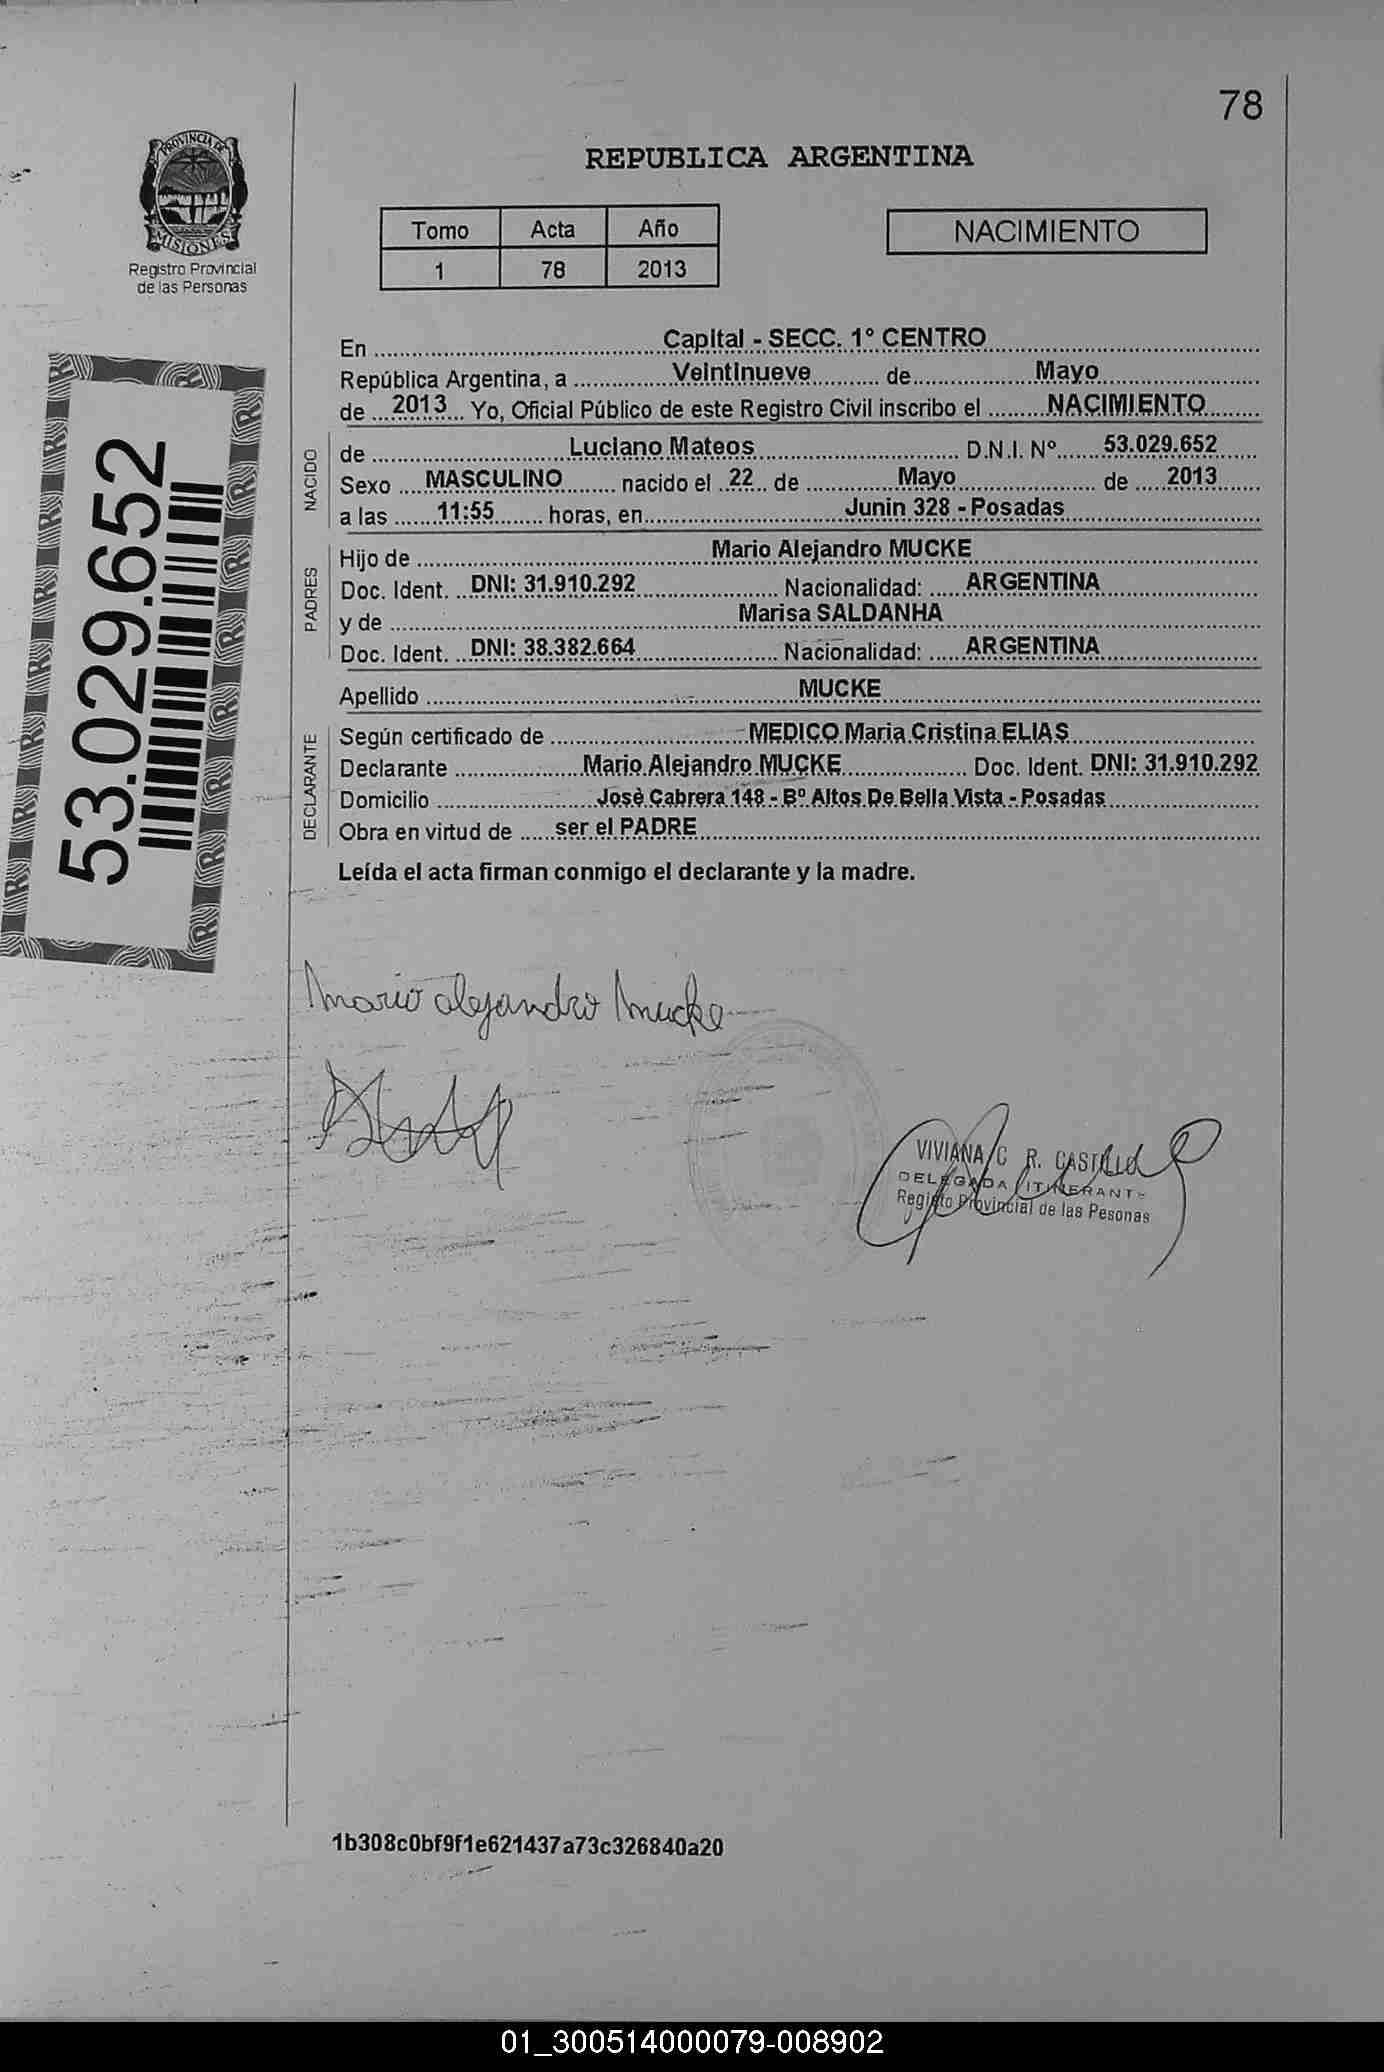 78
PROVINCIA DE
MISIONES
Registro Provincial
de las Personas
REPUBLICA ARGENTINA
Tomo Acta Año
1 78 2013
NACIMIENTO
53.029.652
En Capital - SECC. 1° CENTRO
República Argentina, a Veintinueve de Mayo
de 2013 Yo, Oficial Público de este Registro Civil inscribo el NACIMIENTO
NACIDO
de Luciano Mateos D.N.I. Nº 53.029.652
Sexo MASCULINO nacido el 22 de Mayo de 2013
a las 11:55 horas, en Junin 328 - Posadas
PADRES
Hijo de Mario Alejandro MUCKE
Doc. Ident. DNI: 31.910.292 Nacionalidad: ARGENTINA
y de Marisa SALDANHA
Doc. Ident. DNI: 38.382.664 Nacionalidad: ARGENTINA
Apellido MUCKE
DECLARANTE
Según certificado de MEDICO Maria Cristina ELIAS
Declarante Mario Alejandro MUCKE Doc. Ident. DNI: 31.910.292
Domicilio Josè Cabrera 148 - Bº Altos De Bella Vista - Posadas
Obra en virtud de ser el PADRE
Leída el acta firman conmigo el declarante y la madre.
Mario alejandro Mucke
VIVIANA C R. CASTILLO
DELEGADA ITINERANTE
Registo Provincial de las Pesonas
1b308c0bf9f1e621437a73c326840a20
01_300514000079-008902